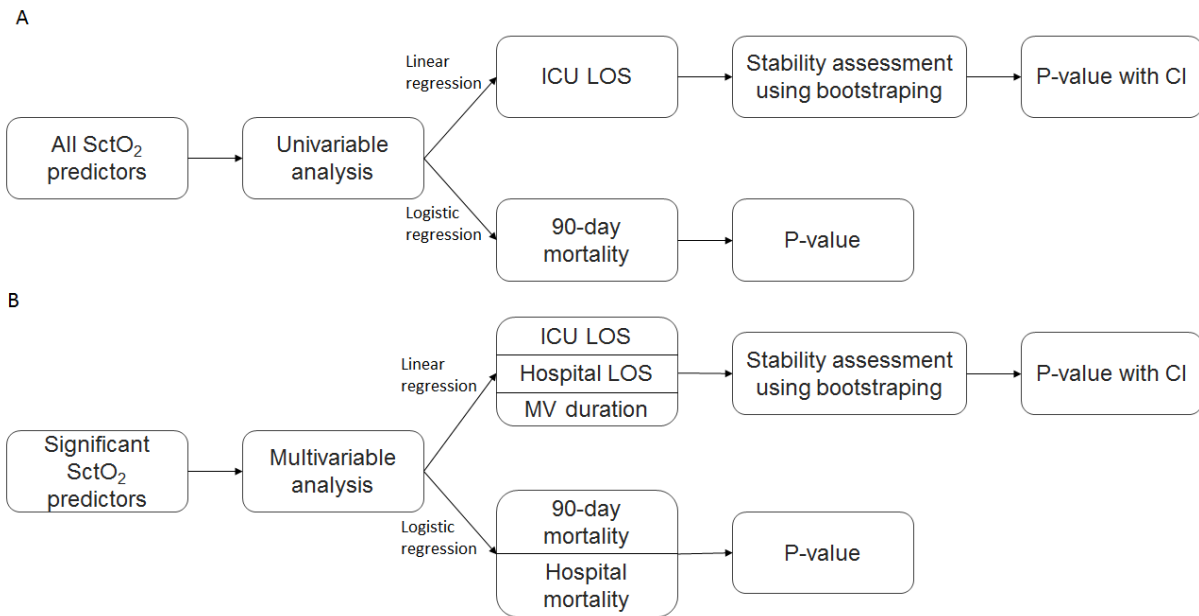 A
All SctO₂
predictors
Univariable
analysis
Linear
regression
ICU LOS
Stability assessment
using bootstraping
P-value with CI
Logistic
regression
90-day
mortality
P-value
B
Significant
SctO₂
predictors
Multivariable
analysis
Linear
regression
ICU LOS
Hospital LOS
MV duration
Stability assessment
using bootstraping
P-value with CI
Logistic
regression
90-day
mortality
Hospital
mortality
P-value